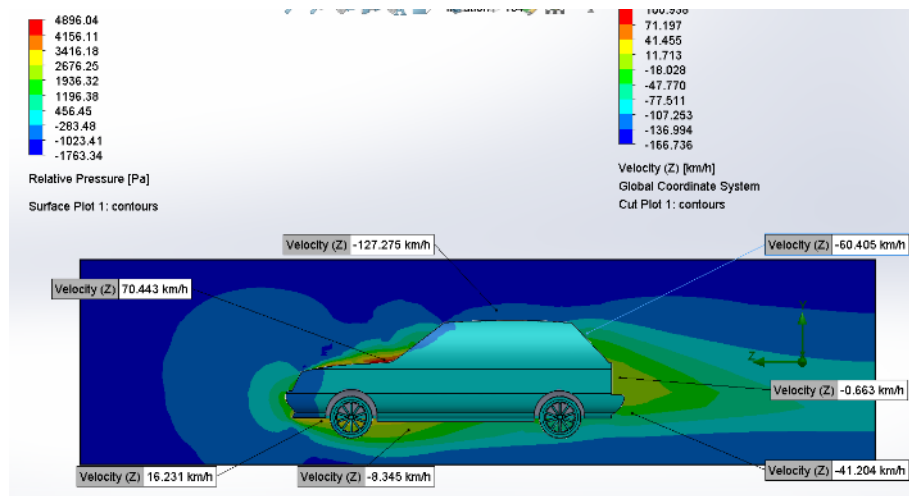 4896.04
4156.11
3416.18
2676.25
1936.32
1196.38
456.45
-283.48
-1023.41
-1763.34
Relative Pressure [Pa]
Surface Plot 1: contours
100.938
71.197
41.455
11.713
-18.028
-47.770
-77.511
-107.253
-136.994
-166.736
Velocity (Z) [km/h]
Global Coordinate System
Cut Plot 1: contours
Velocity (Z) -127.275 km/h
Velocity (Z) -60.405 km/h
Velocity (Z) 70.443 km/h
Y
Z
Velocity (Z) -0.663 km/h
Velocity (Z) 16.231 km/h
Velocity (Z) -8.345 km/h
Velocity (Z) -41.204 km/h